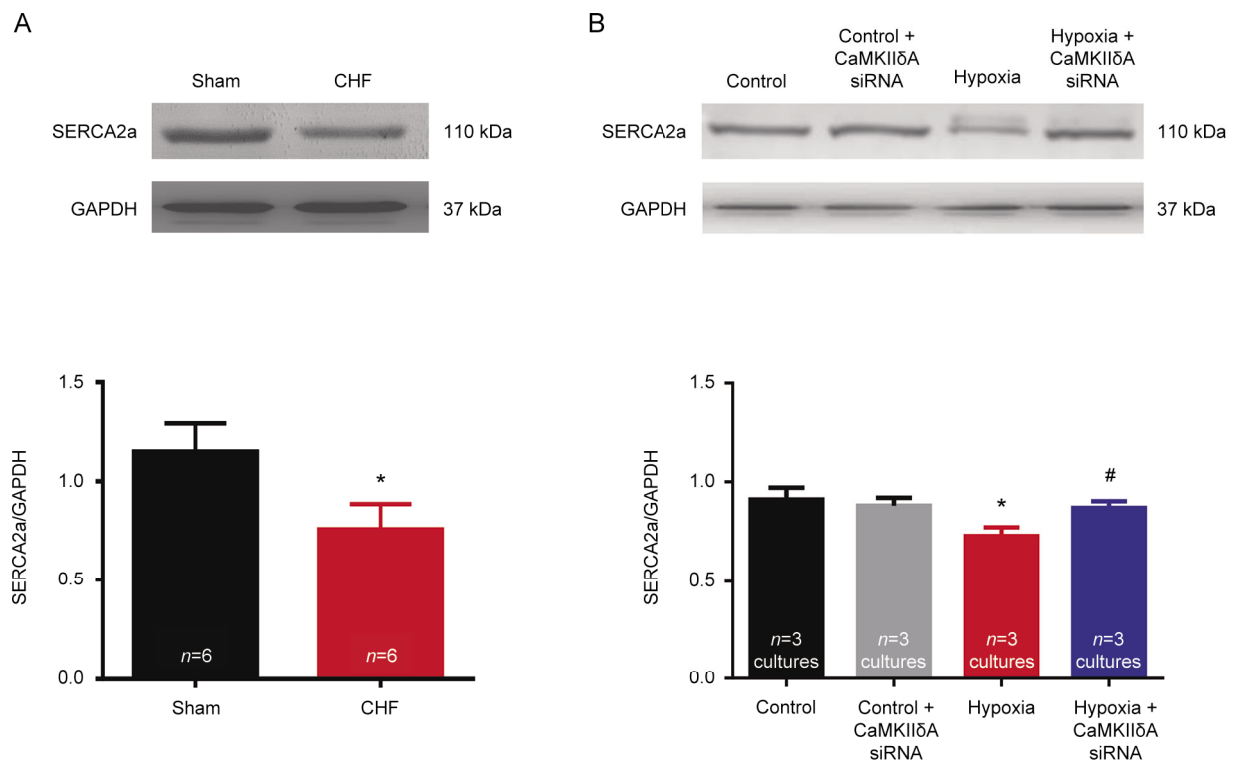 A
Sham
CHF
SERCA2a
110 kDa
GAPDH
37 kDa
SERCA2a/GAPDH
1.5
1.0
0.5
0.0
*
n=6
n=6
Sham
CHF
B
Control
Control +
CaMKIIδA
siRNA
Hypoxia
Hypoxia +
CaMKIIδA
siRNA
SERCA2a
110 kDa
GAPDH
37 kDa
SERCA2a/GAPDH
1.5
1.0
0.5
0.0
*
#
n=3
cultures
n=3
cultures
n=3
cultures
n=3
cultures
Control
Control +
CaMKIIδA
siRNA
Hypoxia
Hypoxia +
CaMKIIδA
siRNA